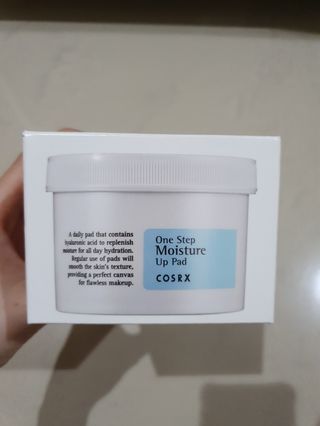 A daily pad that contains
hyaluronic acid to replenish
moisture for all day hydration.
Regular use of pads will
smooth the skin's texture,
providing a perfect canvas
for flawless makeup.
One Step
Moisture
Up Pad
COSRX